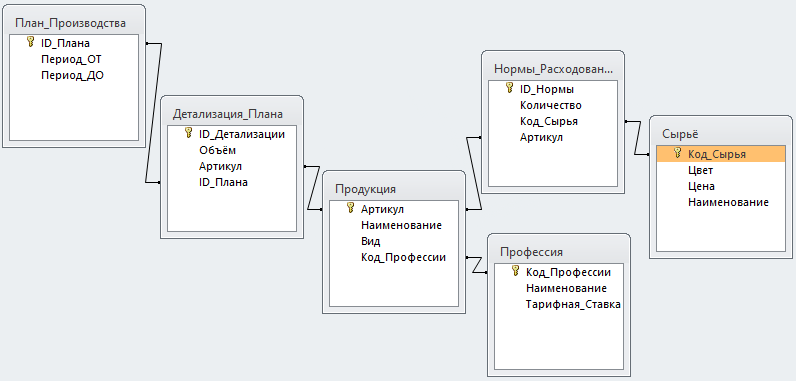 План_Производства
ID_Плана
Период_ОТ
Период_ДО
Детализация_Плана
ID_Детализации
Объём
Артикул
ID_Плана
Продукция
Артикул
Наименование
Вид
Код_Профессии
Нормы_Расходован...
ID_Нормы
Количество
Код_Сырья
Артикул
Профессия
Код_Профессии
Наименование
Тарифная_Ставка
Сырьё
Код_Сырья
Цвет
Цена
Наименование